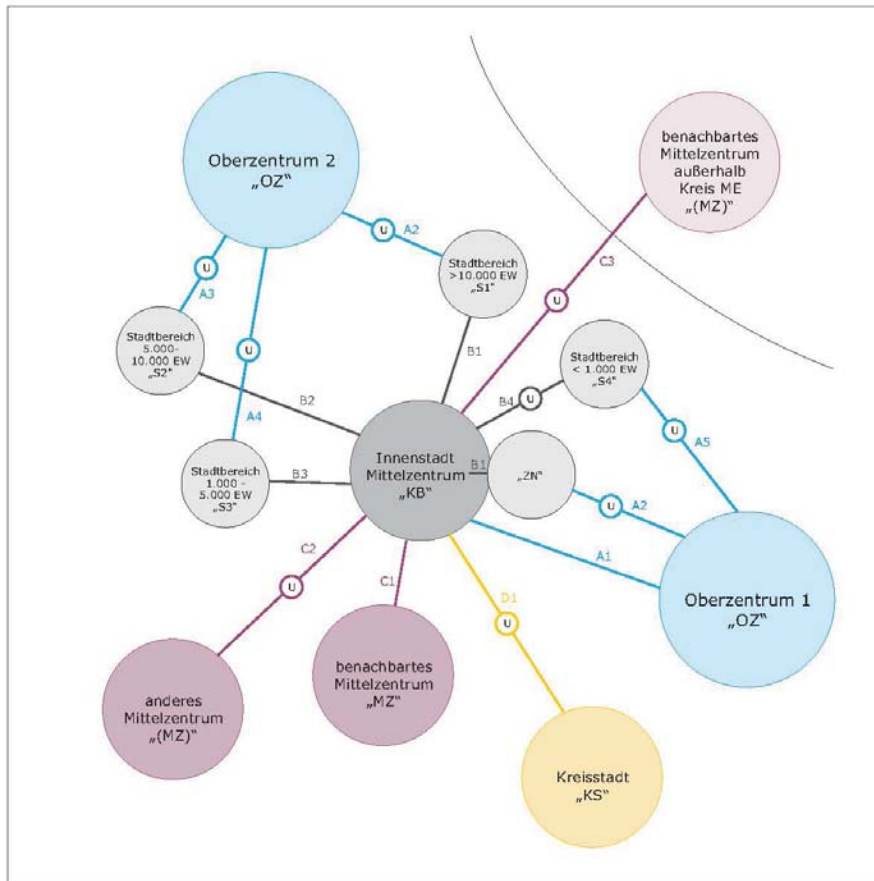 Oberzentrum 2
„OZ“
benachbartes
Mittelzentrum
außerhalb
Kreis ME
„(MZ)“
u
A2
u
A3
Stadtbereich
>10.000 EW
„S1“
C3
u
Stadtbereich
5.000-
10.000 EW
„S2“
u
B1
Stadtbereich
< 1.000 EW
„S4“
B2
B4
u
A4
u
A5
Innenstadt
Mittelzentrum
„KB“
B1
„ZN“
Stadtbereich
1.000 -
5.000 EW
„S3“
B3
u
A2
A1
C2
u
C1
D1
u
Oberzentrum 1
„OZ“
benachbartes
Mittelzentrum
„MZ“
anderes
Mittelzentrum
„(MZ)“
Kreisstadt
„KS“